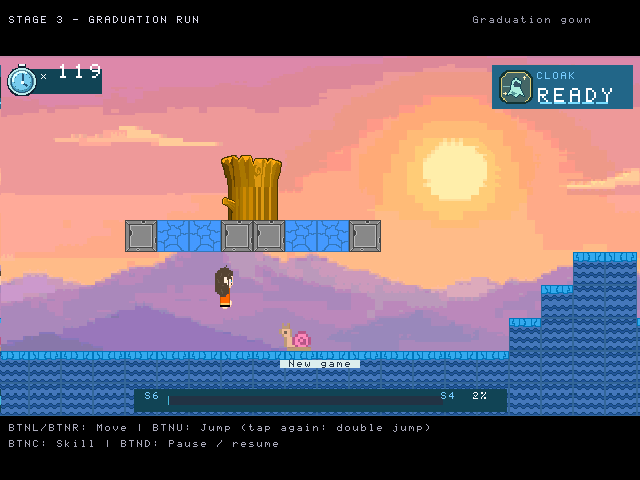 STAGE 3 - GRADUATION RUN
Graduation gown
x 119
CLOAK
READY
New game
S6 S4 2%
BTNL/BTNR: Move | BTNU: Jump (tap again: double jump)
BTNC: Skill | BTND: Pause / resume